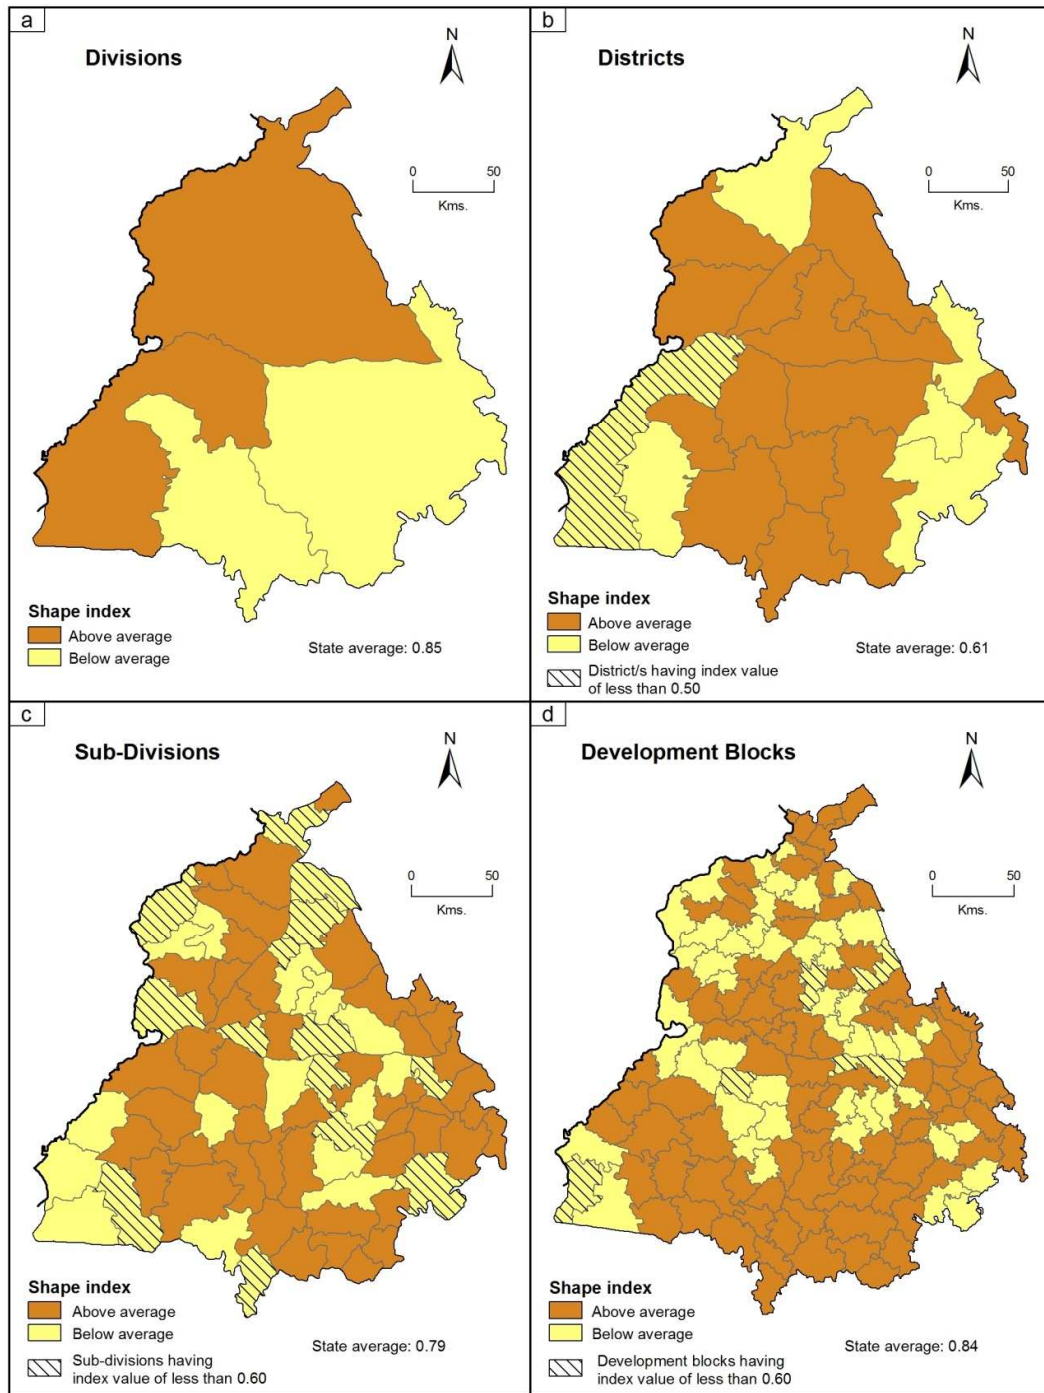 a
Divisions
N
0 50
Kms.
Shape index
Above average
Below average
State average: 0.85
b
Districts
N
0 50
Kms.
Shape index
Above average
Below average
District/s having index value
of less than 0.50
State average: 0.61
c
Sub-Divisions
N
0 50
Kms.
Shape index
Above average
Below average
Sub-divisions having
index value of less than 0.60
State average: 0.79
d
Development Blocks
N
0 50
Kms.
Shape index
Above average
Below average
Development blocks having
index value of less than 0.60
State average: 0.84